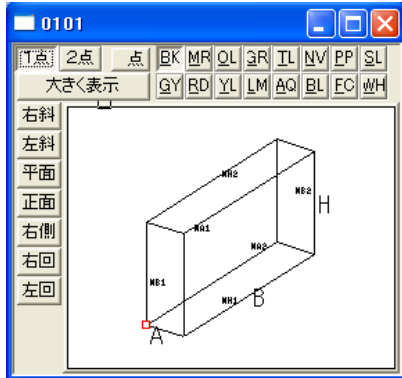 0101
1点 2点 点 BK MR OL GR TL NV PP SL
大きく表示 GY RD YL LM AQ BL FC WH
右斜
左斜
平面
正面
右側
右回
左回
WH2
WB2
H
WA1
WA2
WB1
WH1
B
A